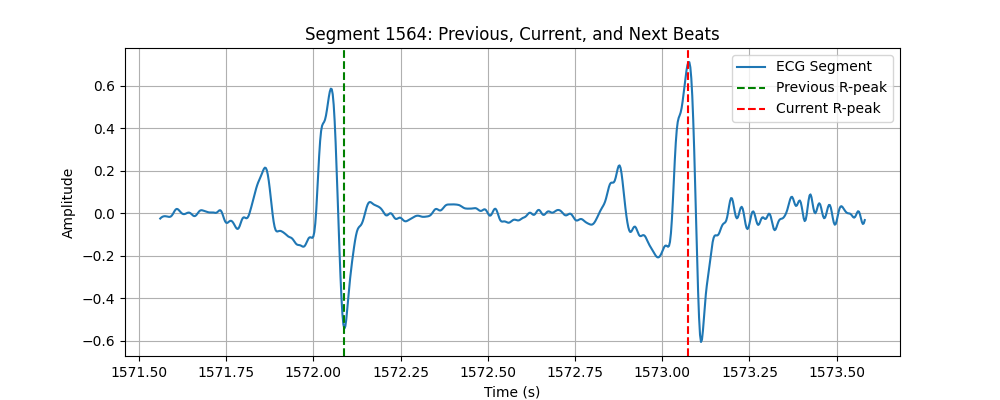 Segment 1564: Previous, Current, and Next Beats
ECG Segment
Previous R-peak
Current R-peak
Amplitude
0.6
0.4
0.2
0.0
−0.2
−0.4
−0.6
1571.50 1571.75 1572.00 1572.25 1572.50 1572.75 1573.00 1573.25 1573.50
Time (s)